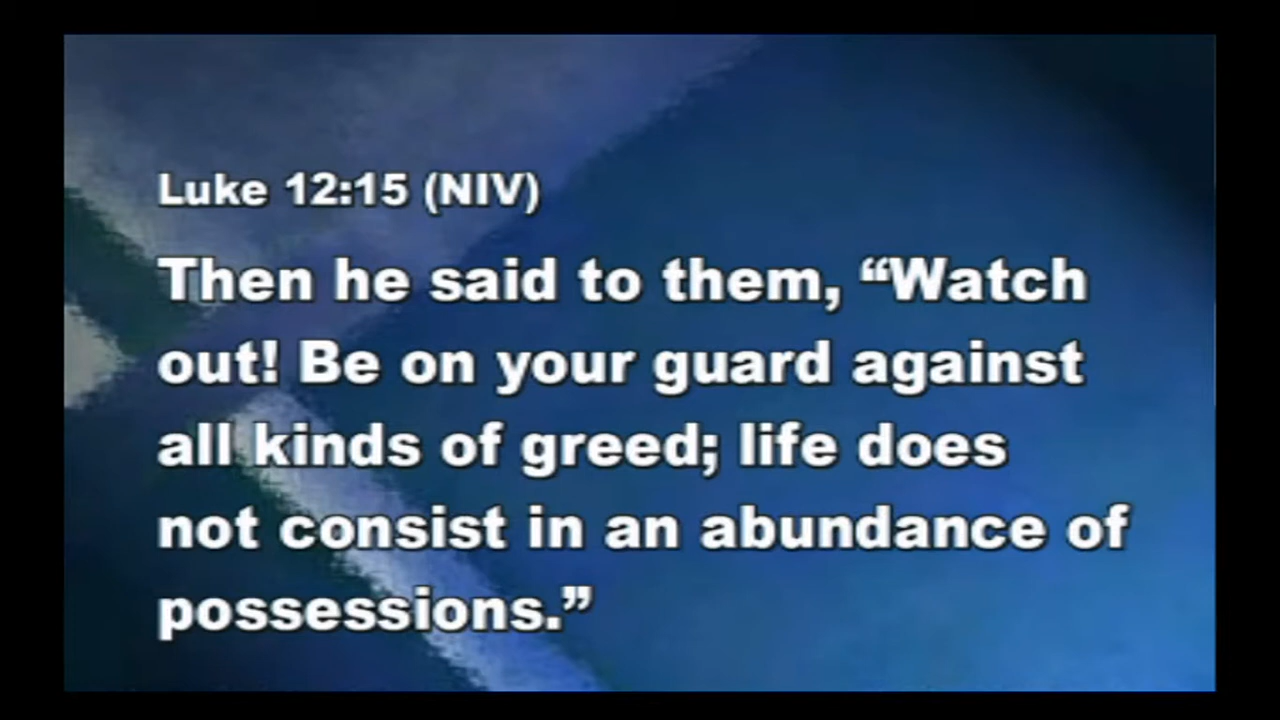 Luke 12:15 (NIV)
Then he said to them, “Watch
out! Be on your guard against
all kinds of greed; life does
not consist in an abundance of
possessions.”